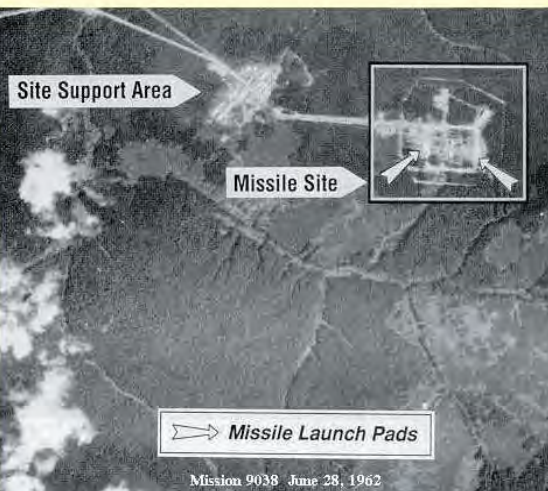 Site Support Area
Missile Site
Missile Launch Pads
Mission 9038 June 28, 1962